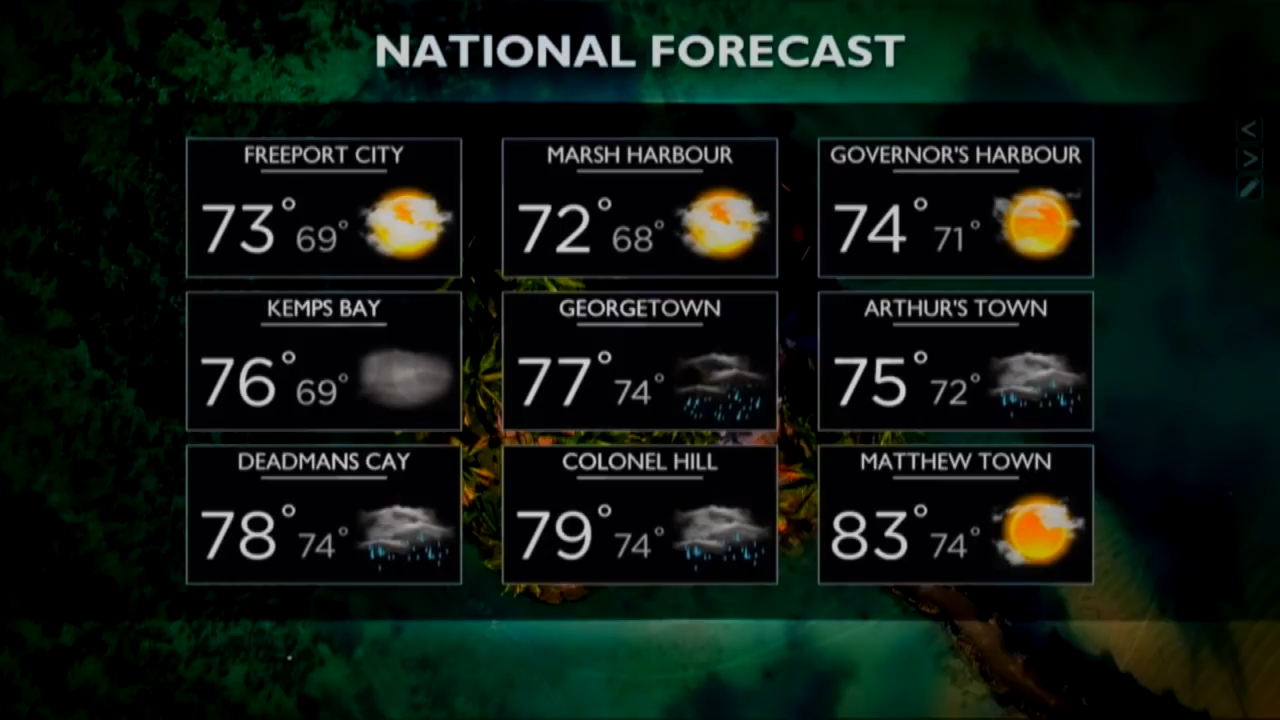 NATIONAL FORECAST
FREEPORT CITY
73° 69°
MARSH HARBOUR
72° 68°
GOVERNOR'S HARBOUR
74° 71°
KEMPS BAY
76° 69°
GEORGETOWN
77° 74°
ARTHUR'S TOWN
75° 72°
DEADMANS CAY
78° 74°
COLONEL HILL
79° 74°
MATTHEW TOWN
83° 74°